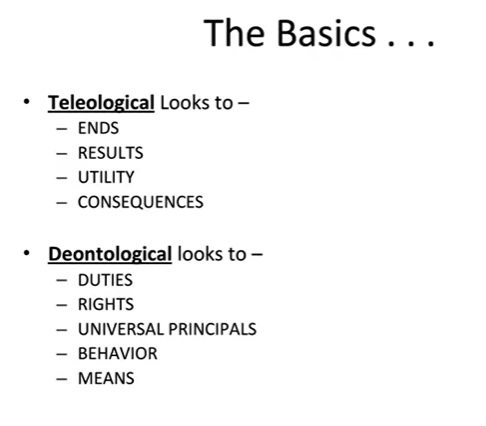 The Basics . . .
• Teleological Looks to –
– ENDS
– RESULTS
– UTILITY
– CONSEQUENCES
• Deontological looks to –
– DUTIES
– RIGHTS
– UNIVERSAL PRINCIPALS
– BEHAVIOR
– MEANS